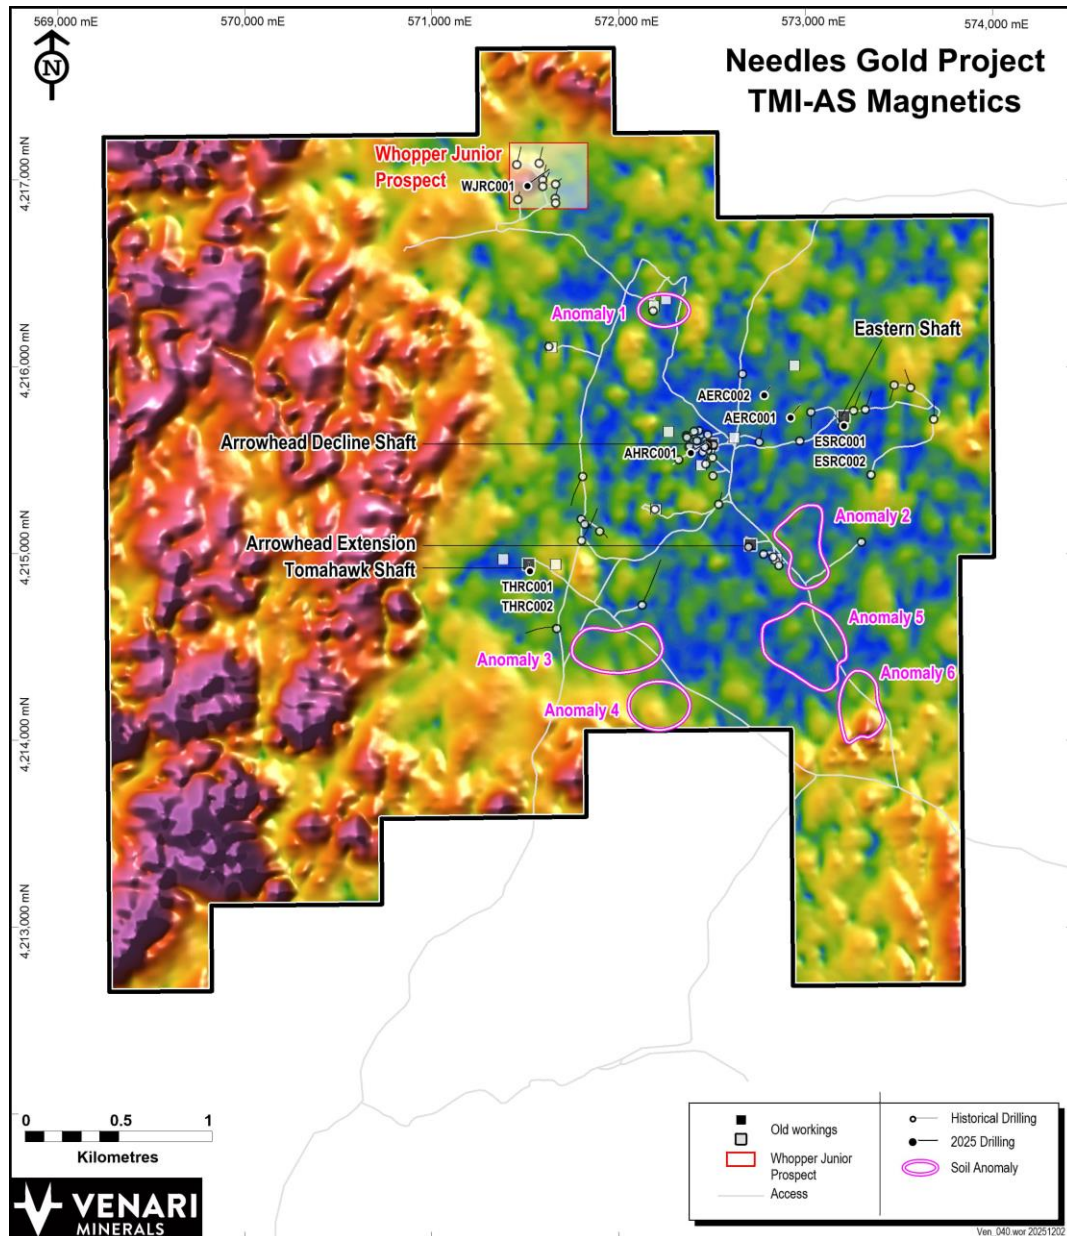 569,000 mE
570,000 mE
571,000 mE
572,000 mE
573,000 mE
574,000 mE
N
Needles Gold Project
TMI-AS Magnetics
4,217,000 mN
4,216,000 mN
4,215,000 mN
4,214,000 mN
4,213,000 mN
Whopper Junior
Prospect
WJRC001
Anomaly 1
Eastern Shaft
AERC002
AERC001
Arrowhead Decline Shaft
AHRC001
ESRC001
ESRC002
Anomaly 2
Arrowhead Extension
Tomahawk Shaft
THRC001
THRC002
Anomaly 5
Anomaly 3
Anomaly 6
Anomaly 4
0 0.5 1
Kilometres
VENARI
MINERALS
Old workings
Whopper Junior
Prospect
Access
Historical Drilling
2025 Drilling
Soil Anomaly
Ven_040.wor 20251202